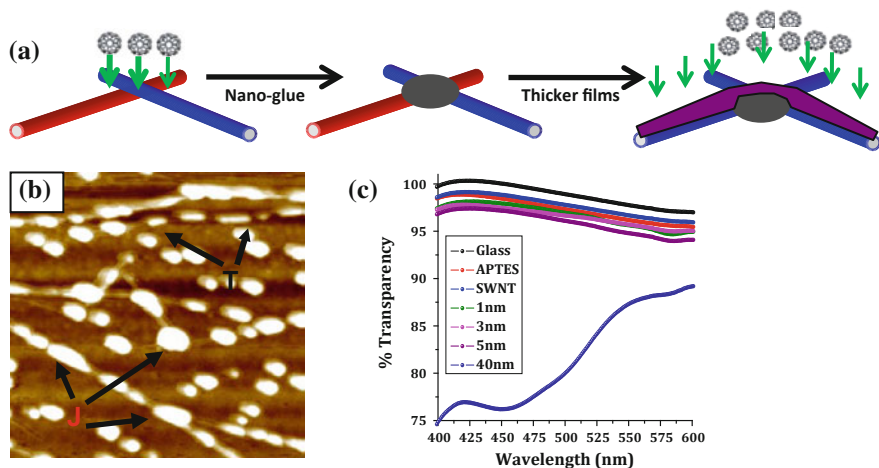 (a)
Nano-glue
Thicker films
(b)
T
J
(c)
% Transparency
100
95
90
85
80
75
Glass
APTES
SWNT
1nm
3nm
5nm
40nm
400 425 450 475 500 525 550 575 600
Wavelength (nm)